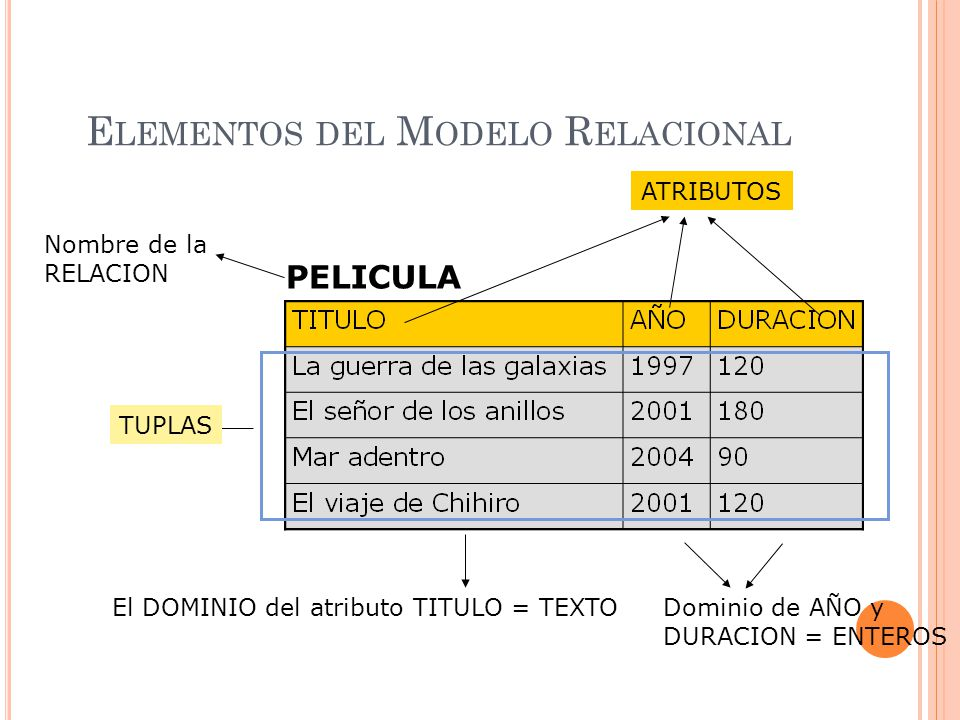 ELEMENTOS DEL MODELO RELACIONAL
ATRIBUTOS
Nombre de la
RELACION
PELICULA
TITULO AÑO DURACION
La guerra de las galaxias 1997 120
El señor de los anillos 2001 180
TUPLAS
Mar adentro 2004 90
El viaje de Chihiro 2001 120
El DOMINIO del atributo TITULO = TEXTO
Dominio de AÑO y
DURACION = ENTEROS